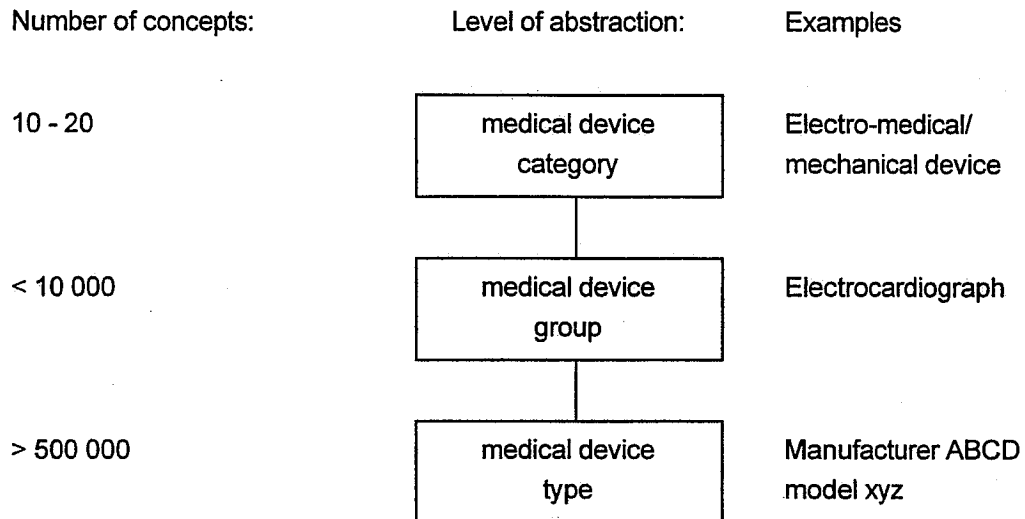 Number of concepts: Level of abstraction: Examples
10 - 20
medical device
category
Electro-medical/
mechanical device
< 10 000
medical device
group
Electrocardiograph
> 500 000
medical device
type
Manufacturer ABCD
model xyz